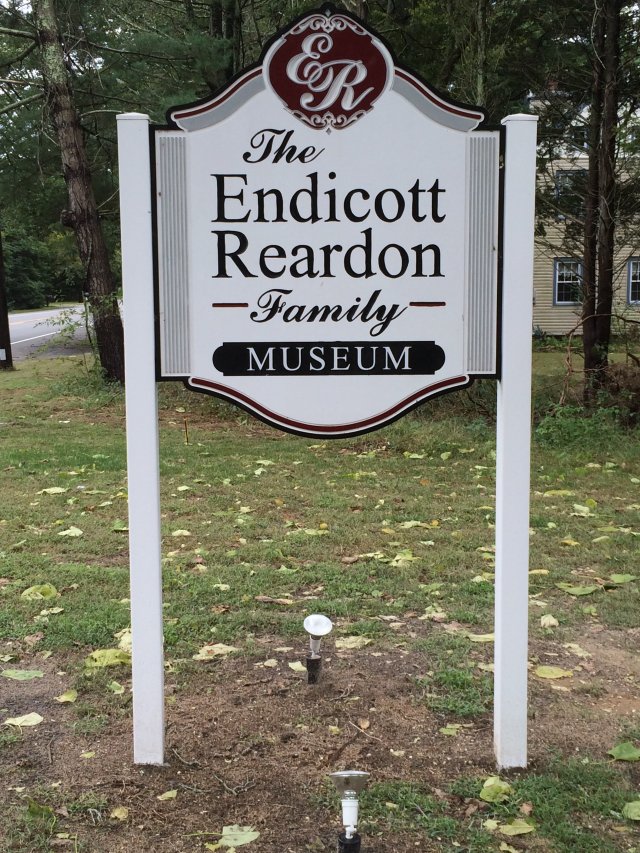 ER
The
Endicott
Reardon
Family
MUSEUM